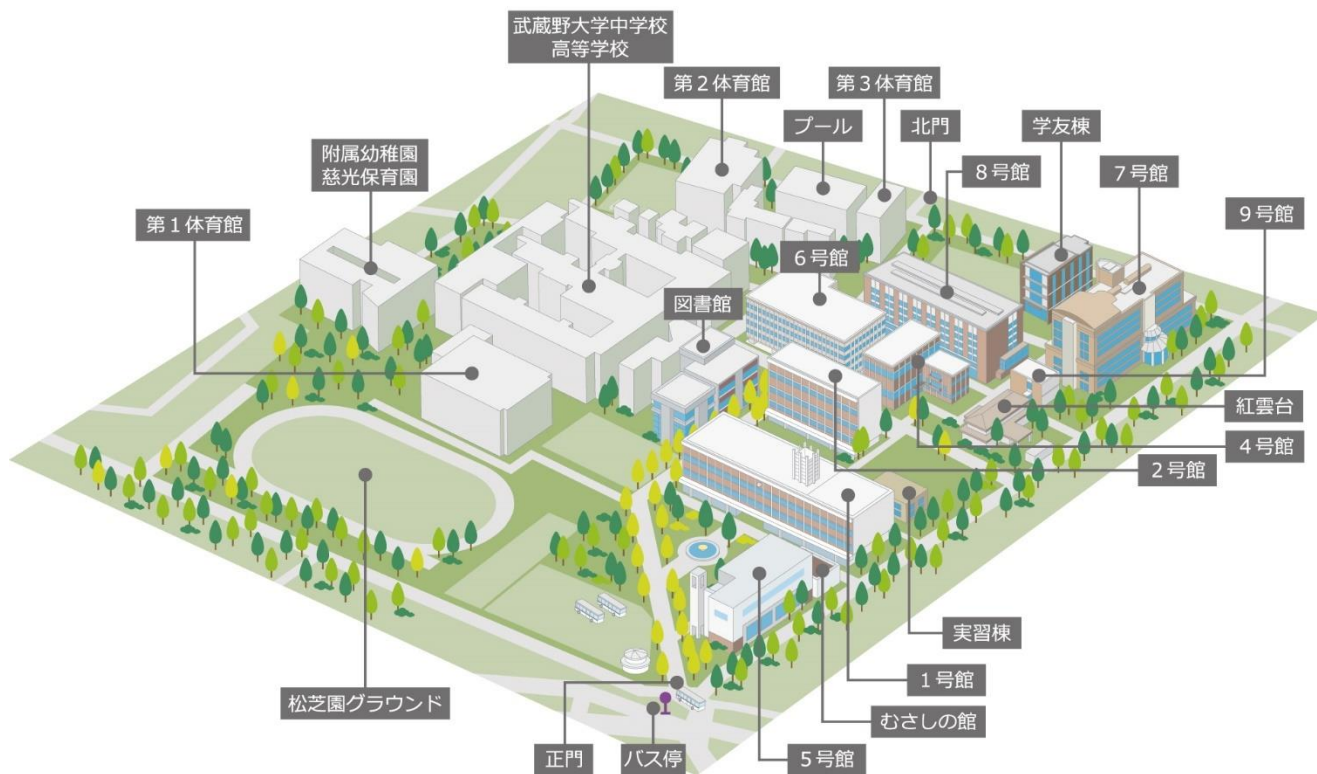 武蔵野大学中学校
高等学校
第２体育館
第３体育館
プール
北門
学友棟
附属幼稚園
慈光保育園
８号館
７号館
９号館
第１体育館
６号館
図書館
紅雲台
４号館
２号館
実習棟
１号館
松芝園グラウンド
むさしの館
正門
バス停
５号館